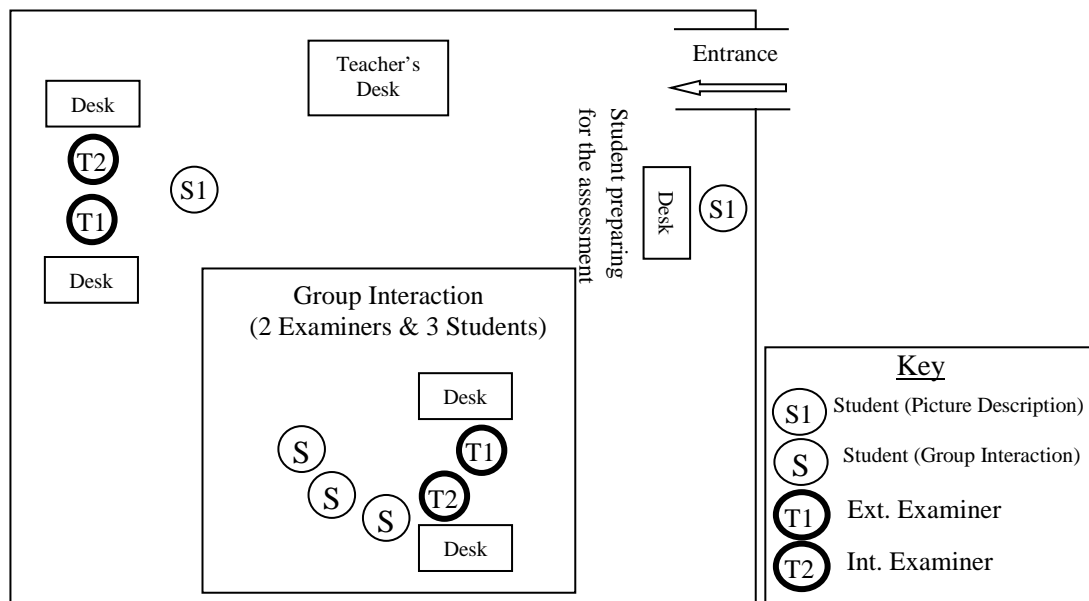 Entrance
Teacher's
Desk
Desk
T2
S1
T1
Desk
Student preparing
for the assessment
Desk
S1
Group Interaction
(2 Examiners & 3 Students)
Desk
S
T1
S
T2
S
Desk
Key
S1 Student (Picture Description)
S Student (Group Interaction)
T1 Ext. Examiner
T2 Int. Examiner